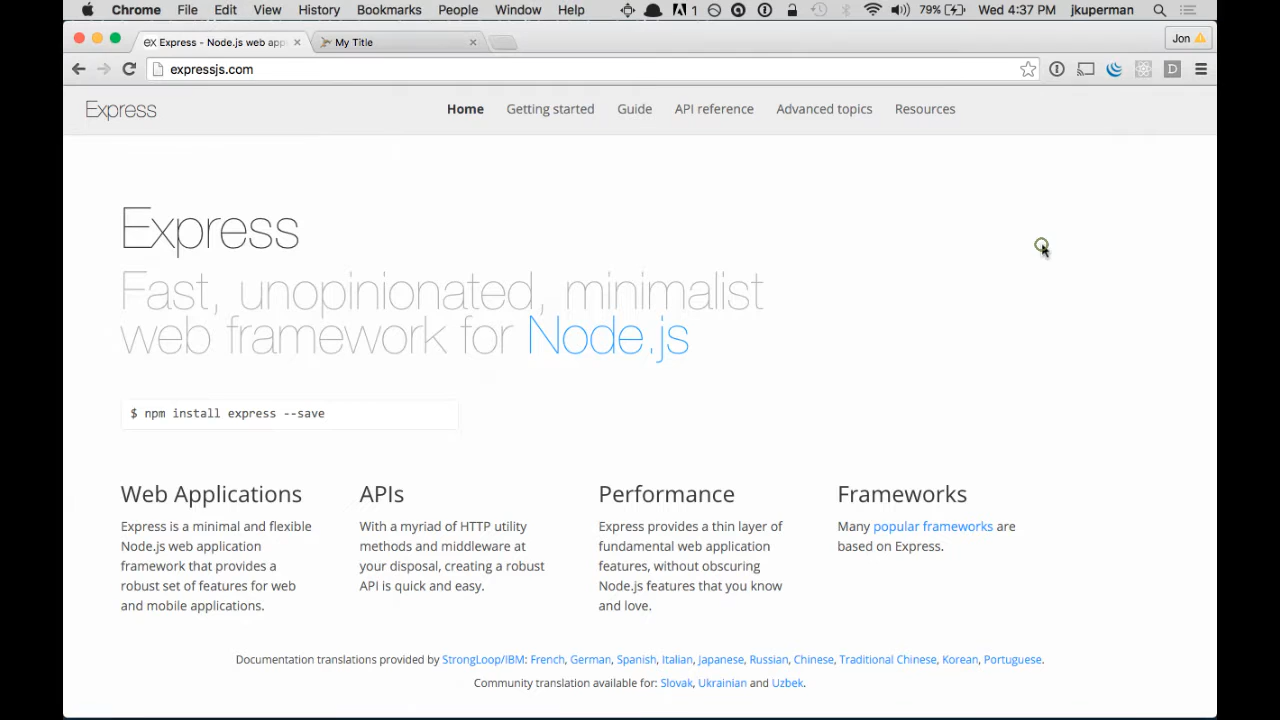 Chrome File Edit View History Bookmarks People Window Help 1 79% Wed 4:37 PM jkuperman
Express - Node.js web app My Title Jon
expressjs.com
Express Home Getting started Guide API reference Advanced topics Resources
Express
Fast, unopinionated, minimalist
web framework for Node.js
$ npm install express --save
Web Applications
Express is a minimal and flexible
Node.js web application
framework that provides a
robust set of features for web
and mobile applications.
APIs
With a myriad of HTTP utility
methods and middleware at
your disposal, creating a robust
API is quick and easy.
Performance
Express provides a thin layer of
fundamental web application
features, without obscuring
Node.js features that you know
and love.
Frameworks
Many popular frameworks are
based on Express.
Documentation translations provided by StrongLoop/IBM: French, German, Spanish, Italian, Japanese, Russian, Chinese, Traditional Chinese, Korean, Portuguese.
Community translation available for: Slovak, Ukrainian and Uzbek.